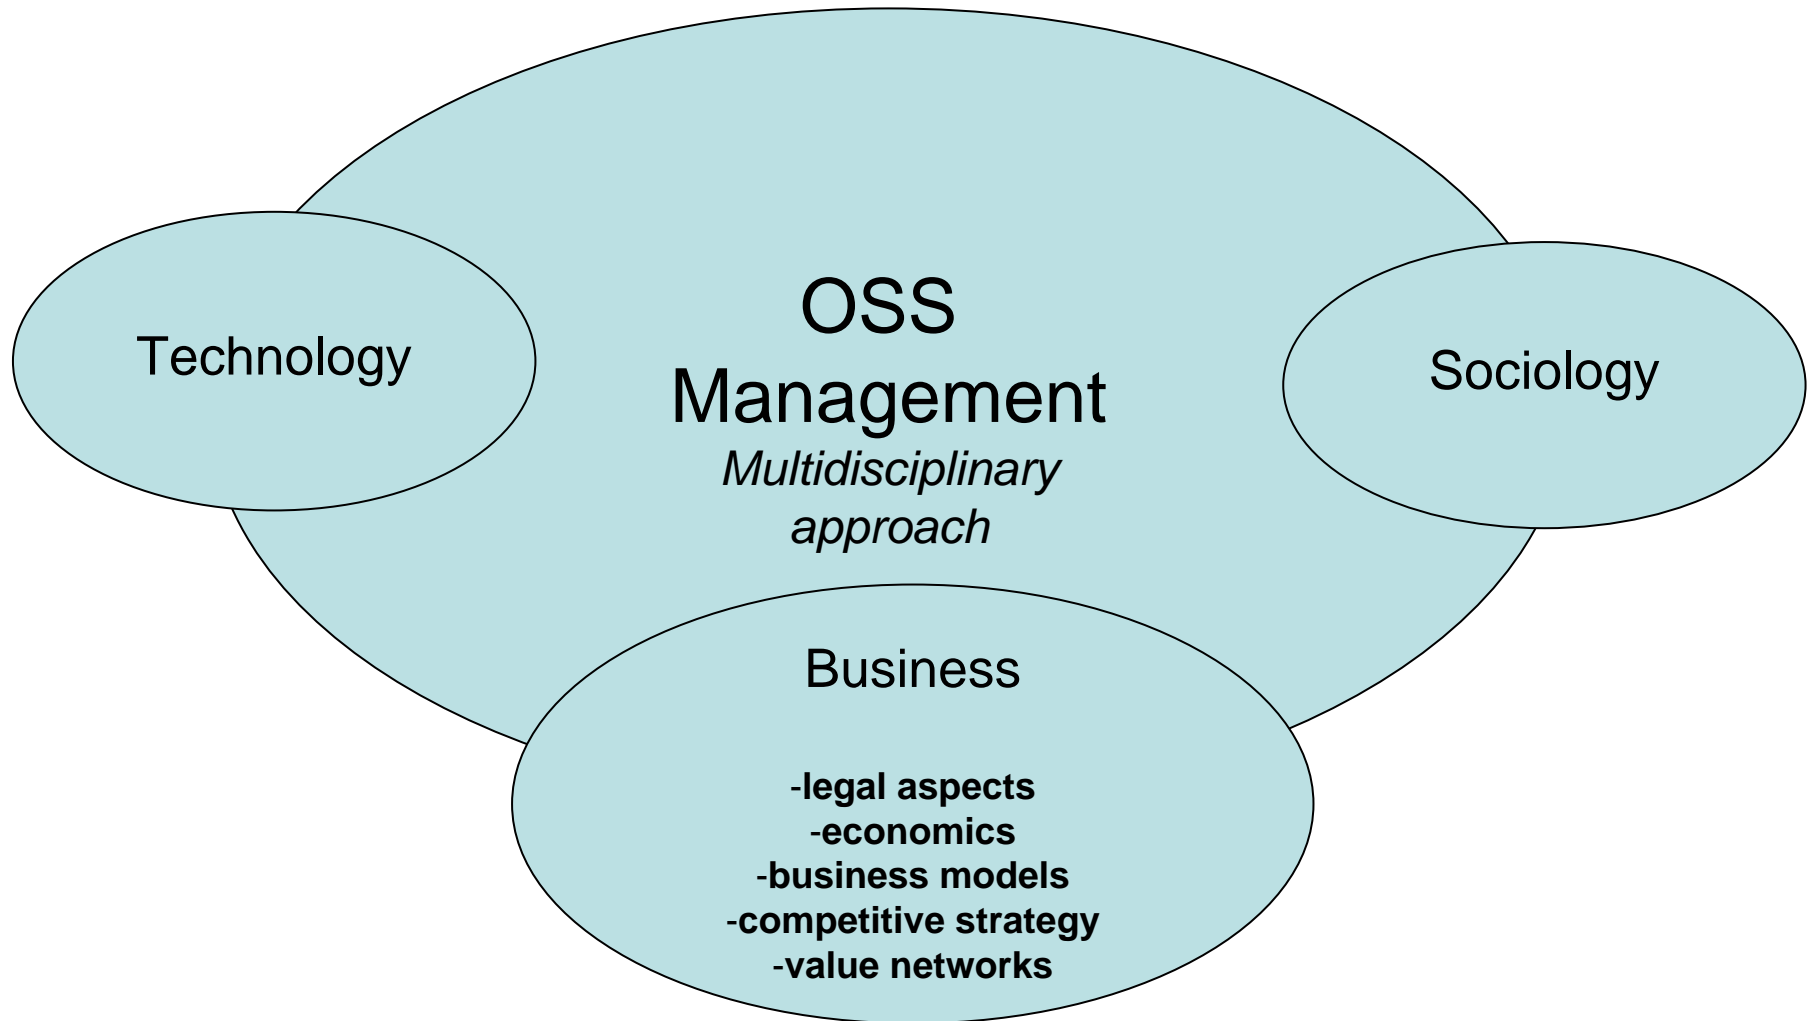 OSS
Management
Multidisciplinary
approach
Technology
Sociology
Business
-legal aspects
-economics
-business models
-competitive strategy
-value networks